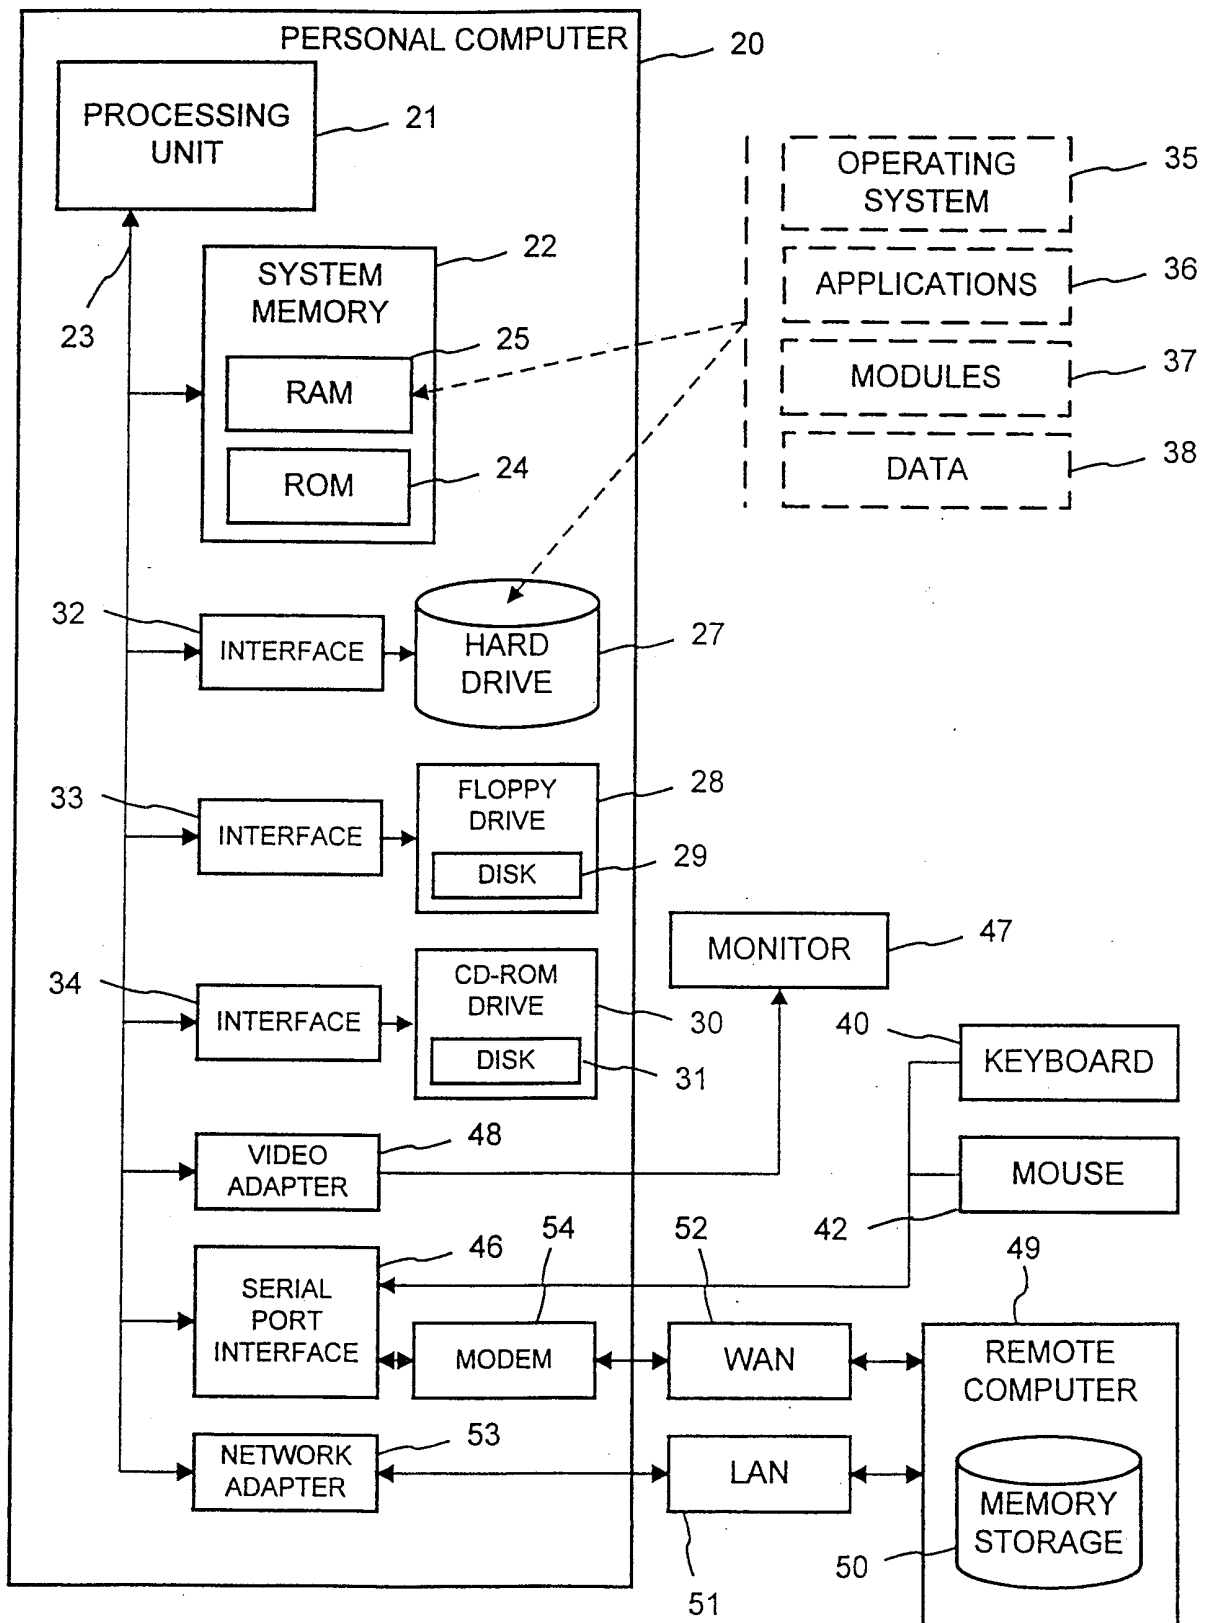 PERSONAL COMPUTER
20
PROCESSING
UNIT
21
23
SYSTEM
MEMORY
22
RAM
25
ROM
24
OPERATING
SYSTEM
35
APPLICATIONS
36
MODULES
37
DATA
38
32
INTERFACE
HARD
DRIVE
27
33
INTERFACE
FLOPPY
DRIVE
28
DISK
29
34
INTERFACE
CD-ROM
DRIVE
30
DISK
31
MONITOR
47
40
KEYBOARD
MOUSE
42
VIDEO
ADAPTER
48
SERIAL
PORT
INTERFACE
46
MODEM
54
WAN
52
49
REMOTE
COMPUTER
MEMORY
STORAGE
50
NETWORK
ADAPTER
53
LAN
51